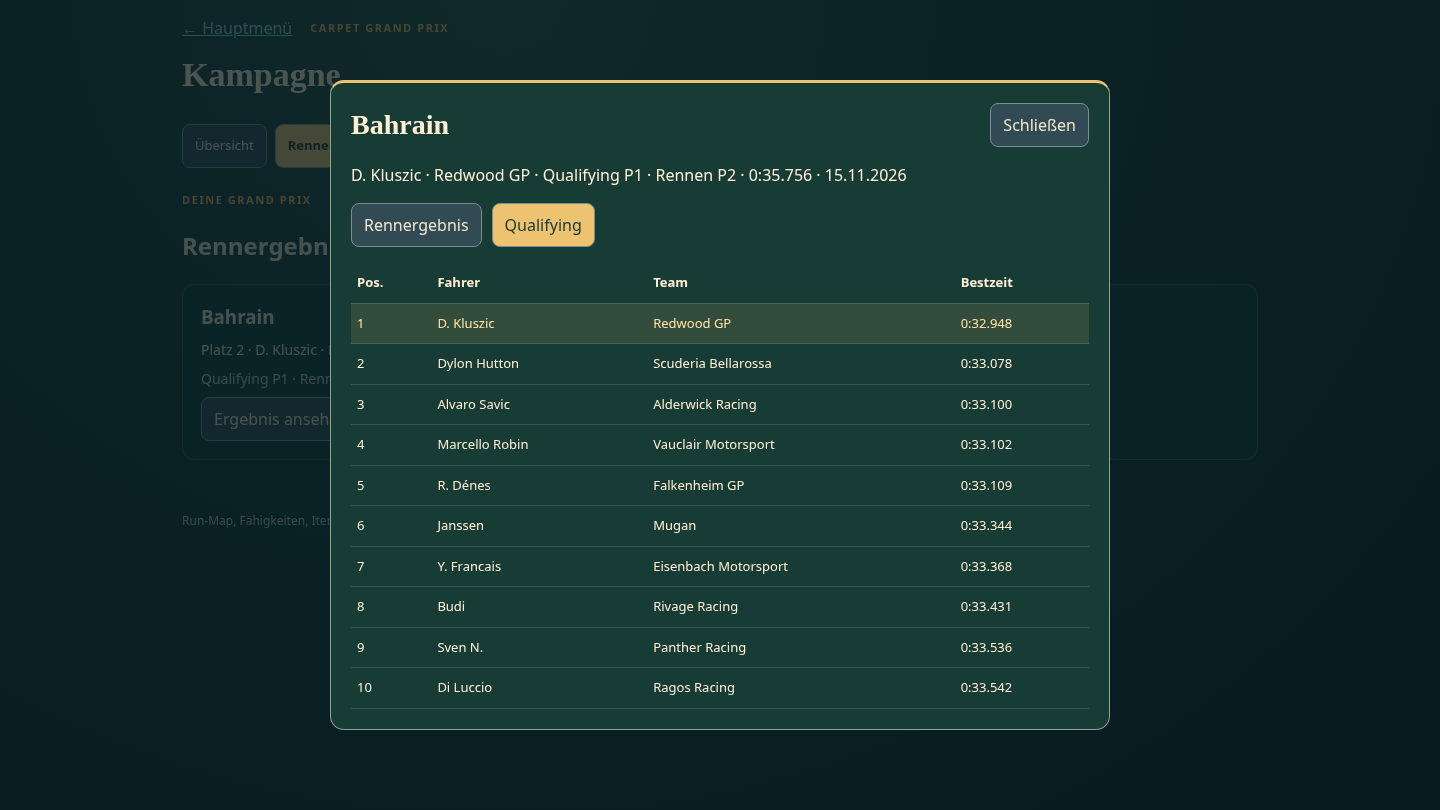 ← Hauptmenü CARPET GRAND PRIX
Kampagne
Übersicht
DEINE GRAND PRIX
Bahrain
Platz 2 · D. Kluszic ·
Qualifying P1 ·
Ergebnis
Run-Map, Fähigkeiten,
Bahrain
Schließen
D. Kluszic · Redwood GP · Qualifying P1 · Rennen P2 · 0:35.756 · 15.11.2026
Rennergebnis Qualifying
Pos. Fahrer Team Bestzeit
1 D. Kluszic Redwood GP 0:32.948
2 Dylon Hutton Scuderia Bellarossa 0:33.078
3 Alvaro Savic Alderwick Racing 0:33.100
4 Marcello Robin Vauclair Motorsport 0:33.102
5 R. Dénes Falkenheim GP 0:33.109
6 Janssen Mugan 0:33.344
7 Y. Francais Eisenbach Motorsport 0:33.368
8 Budi Rivage Racing 0:33.431
9 Sven N. Panther Racing 0:33.536
10 Di Luccio Ragos Racing 0:33.542